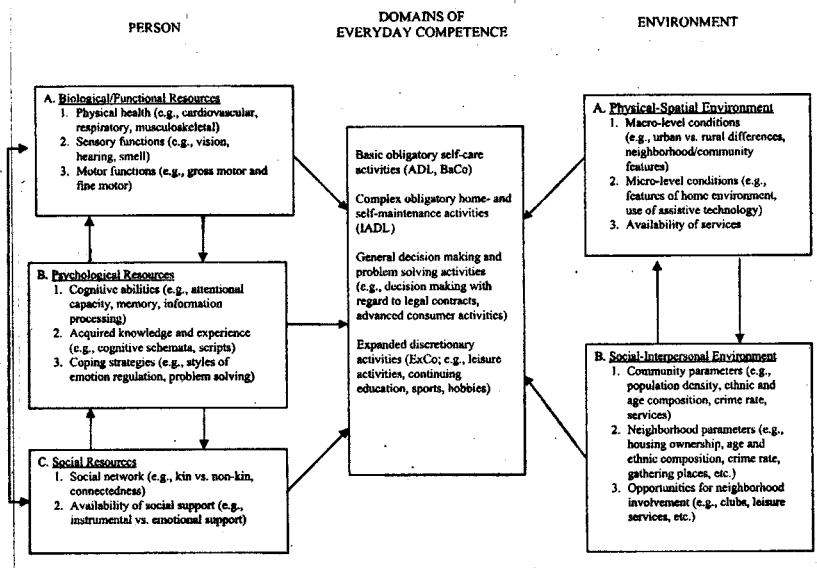 PERSON
DOMAINS OF
EVERYDAY COMPETENCE
ENVIRONMENT
A. Biological/Functional Resources
1. Physical health (e.g., cardiovascular,
respiratory, musculoskeletal)
2. Sensory functions (e.g., vision,
hearing, smell)
3. Motor functions (e.g., gross motor and
fine motor)
B. Psychological Resources
1. Cognitive abilities (e.g., attentional
capacity, memory, information
processing)
2. Acquired knowledge and experience
(e.g., cognitive schemata, scripts)
3. Coping strategies (e.g., styles of
emotion regulation, problem solving)
C. Social Resources
1. Social network (e.g., kin vs. non-kin,
connectedness)
2. Availability of social support (e.g.,
instrumental vs. emotional support)
Basic obligatory self-care
activities (ADL, BaCo)
Complex obligatory home- and
self-maintenance activities
(IADL)
General decision making and
problem solving activities
(e.g., decision making with
regard to legal contracts,
advanced consumer activities)
Expanded discretionary
activities (ExCo; e.g., leisure
activities, continuing
education, sports, hobbies)
A. Physical-Spatial Environment
1. Macro-level conditions
(e.g., urban vs. rural differences,
neighborhood/community
features)
2. Micro-level conditions (e.g.,
features of home environment,
use of assistive technology)
3. Availability of services
B. Social-Interpersonal Environment
1. Community parameters (e.g.,
population density, ethnic and
age composition, crime rate,
services)
2. Neighborhood parameters (e.g.,
housing ownership, age and
ethnic composition, crime rate,
gathering places, etc.)
3. Opportunities for neighborhood
involvement (e.g., clubs, leisure
services, etc.)